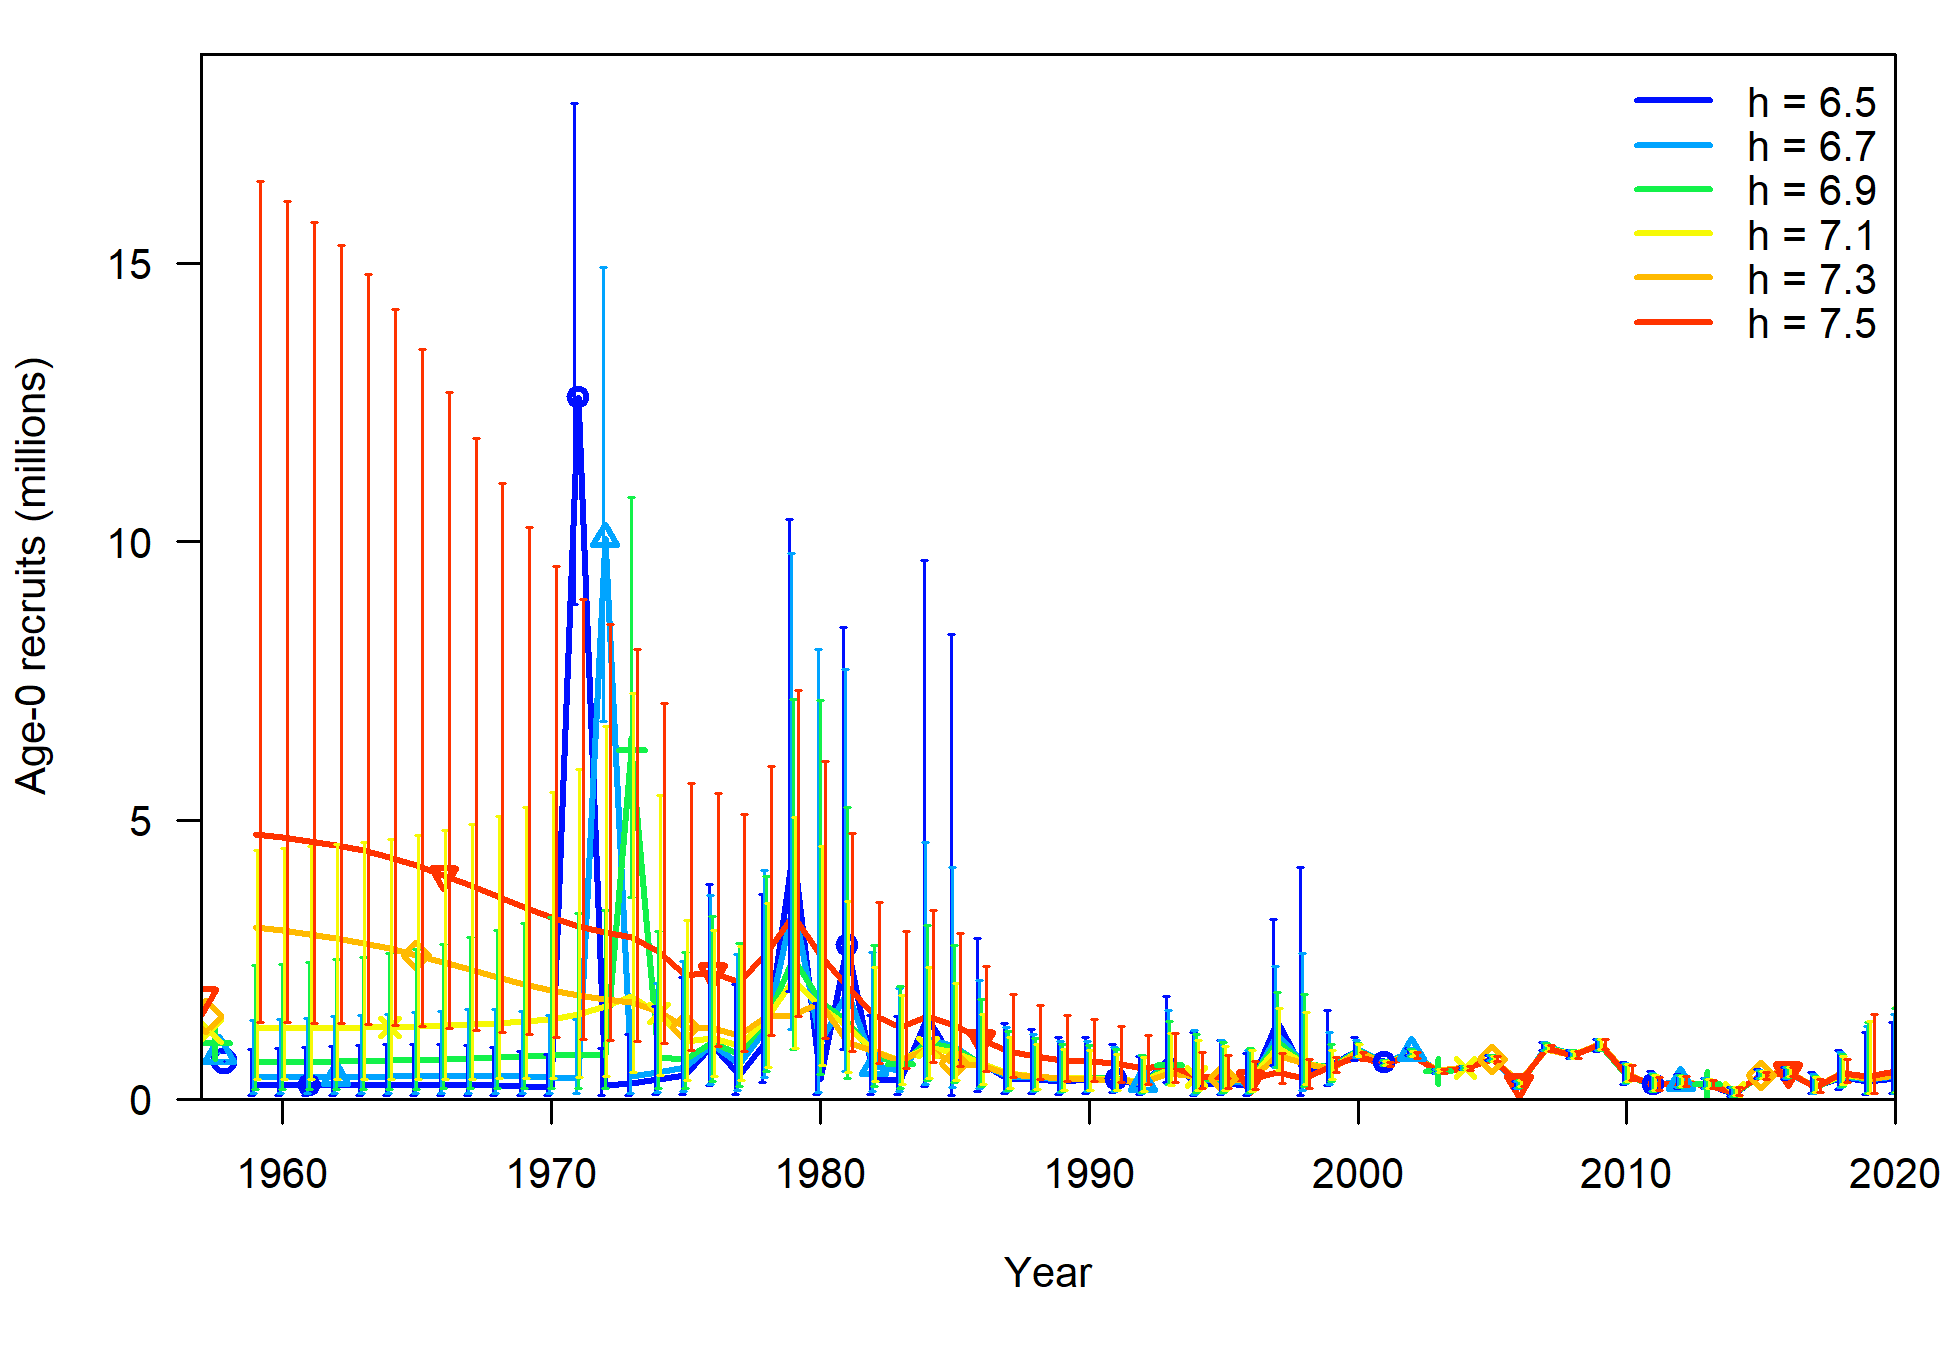 h = 6.5
h = 6.7
h = 6.9
h = 7.1
h = 7.3
h = 7.5
Age-0 recruits (millions)
15
10
5
0
1960 1970 1980 1990 2000 2010 2020
Year